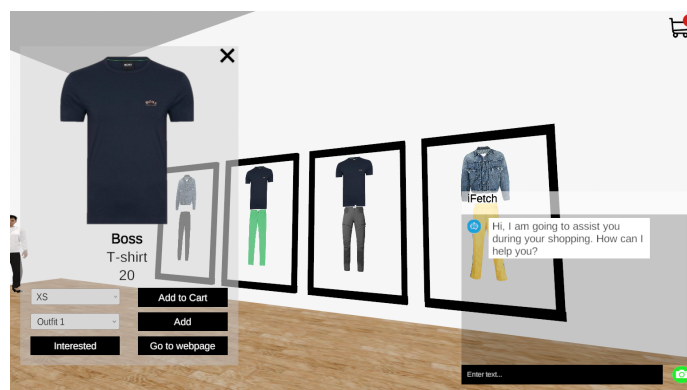 Boss
T-shirt
20
XS
Add to Cart
Outfit 1
Add
Interested
Go to webpage
iFetch
Hi, I am going to assist you
during your shopping. How can I
help you?
Enter text...